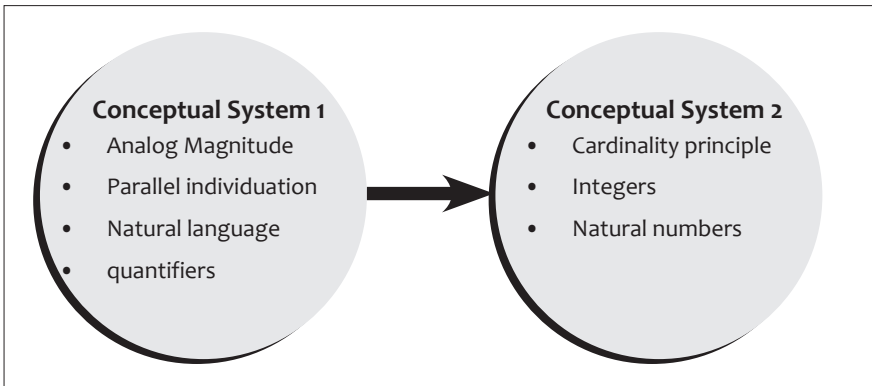 Conceptual System 1
• Analog Magnitude
• Parallel individuation
• Natural language
• quantifiers
Conceptual System 2
• Cardinality principle
• Integers
• Natural numbers